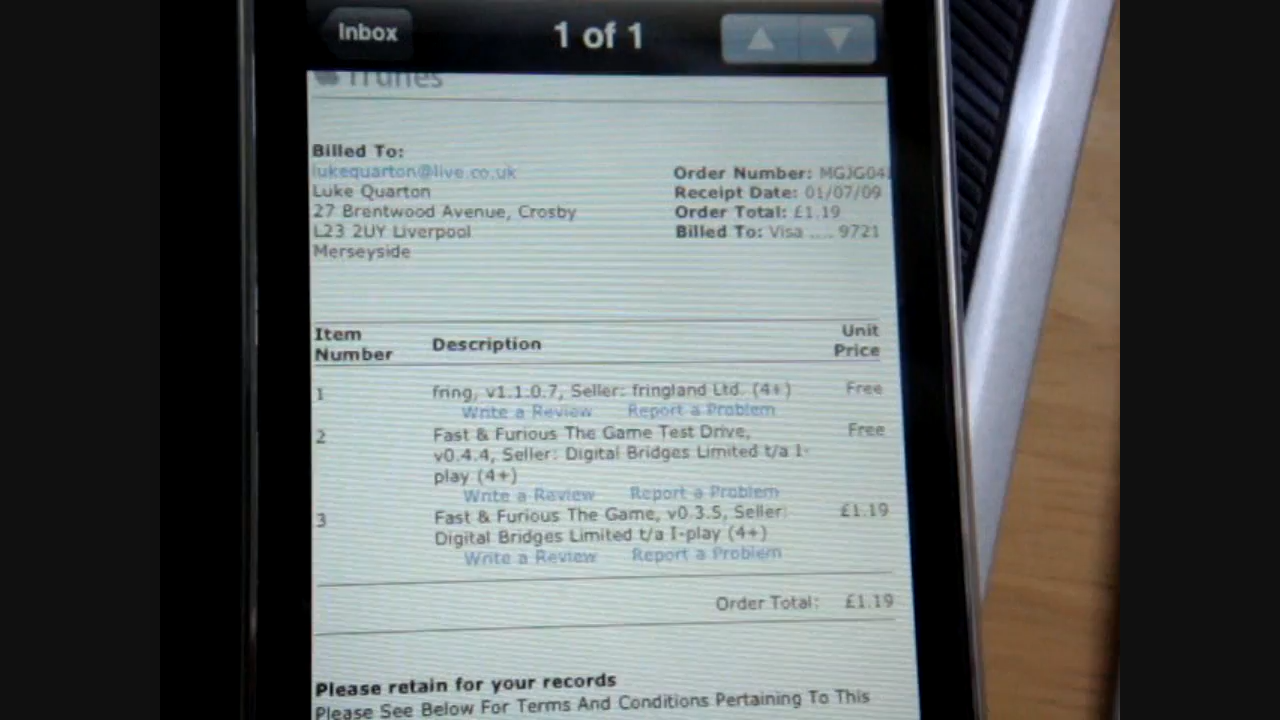 Inbox
1 of 1
iTunes
Billed To:
lukequarton@live.co.uk
Luke Quarton
27 Brentwood Avenue, Crosby
L23 2UY Liverpool
Merseyside
Order Number: MGJG04
Receipt Date: 01/07/09
Order Total: £1.19
Billed To: Visa .... 9721
Item Number
Description
Unit Price
1
fring, v1.1.0.7, Seller: fringland Ltd. (4+)
Free
Write a Review Report a Problem
2
Fast & Furious The Game Test Drive,
Free
v0.4.4, Seller: Digital Bridges Limited t/a I-
play (4+)
Write a Review Report a Problem
3
Fast & Furious The Game, v0.3.5, Seller:
£1.19
Digital Bridges Limited t/a I-play (4+)
Write a Review Report a Problem
Order Total: £1.19
Please retain for your records
Please See Below For Terms And Conditions Pertaining To This